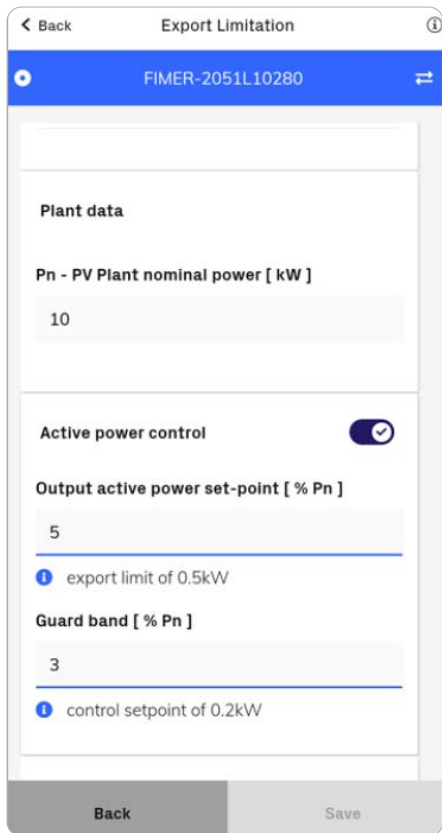 Back
Export Limitation
FIMER-2051L10280
Plant data
Pn - PV Plant nominal power [ kW ]
10
Active power control
Output active power set-point [ % Pn ]
5
export limit of 0.5kW
Guard band [ % Pn ]
3
control setpoint of 0.2kW
Back
Save